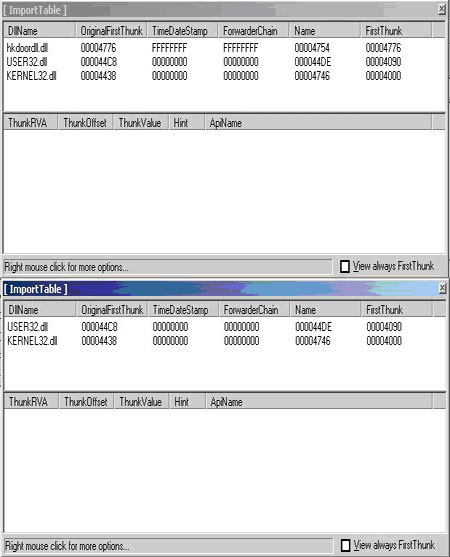 [ ImportTable ]
DllName OriginalFirstThunk TimeDateStamp ForwarderChain Name FirstThunk
hkdoordll.dll 00004776 FFFFFFFF FFFFFFFF 00004754 00004776
USER32.dll 000044C8 00000000 00000000 000044DE 00004090
KERNEL32.dll 00004438 00000000 00000000 00004746 00004000
ThunkRVA ThunkOffset ThunkValue Hint ApiName
Right mouse click for more options... View always FirstThunk
[ ImportTable ]
DllName OriginalFirstThunk TimeDateStamp ForwarderChain Name FirstThunk
USER32.dll 000044C8 00000000 00000000 000044DE 00004090
KERNEL32.dll 00004438 00000000 00000000 00004746 00004000
ThunkRVA ThunkOffset ThunkValue Hint ApiName
Right mouse click for more options... View always FirstThunk